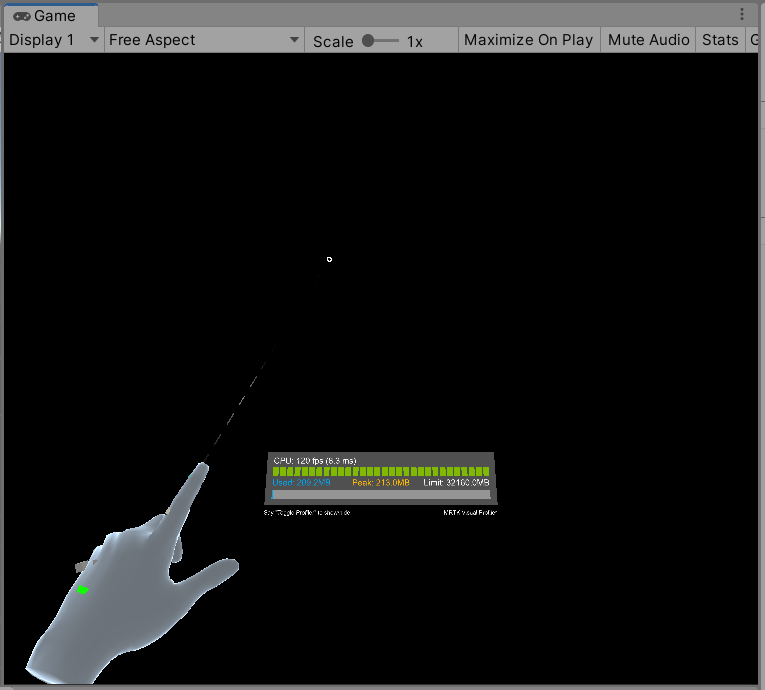 Game
Display 1 Free Aspect Scale 1x Maximize On Play Mute Audio Stats G
CPU: 120 fps (8.3 ms)
Used: 209.2MB Peak: 213.0MB Limit: 32160.0MB
Say "Toggle Profiler" to show
MRTK Visual Profiler